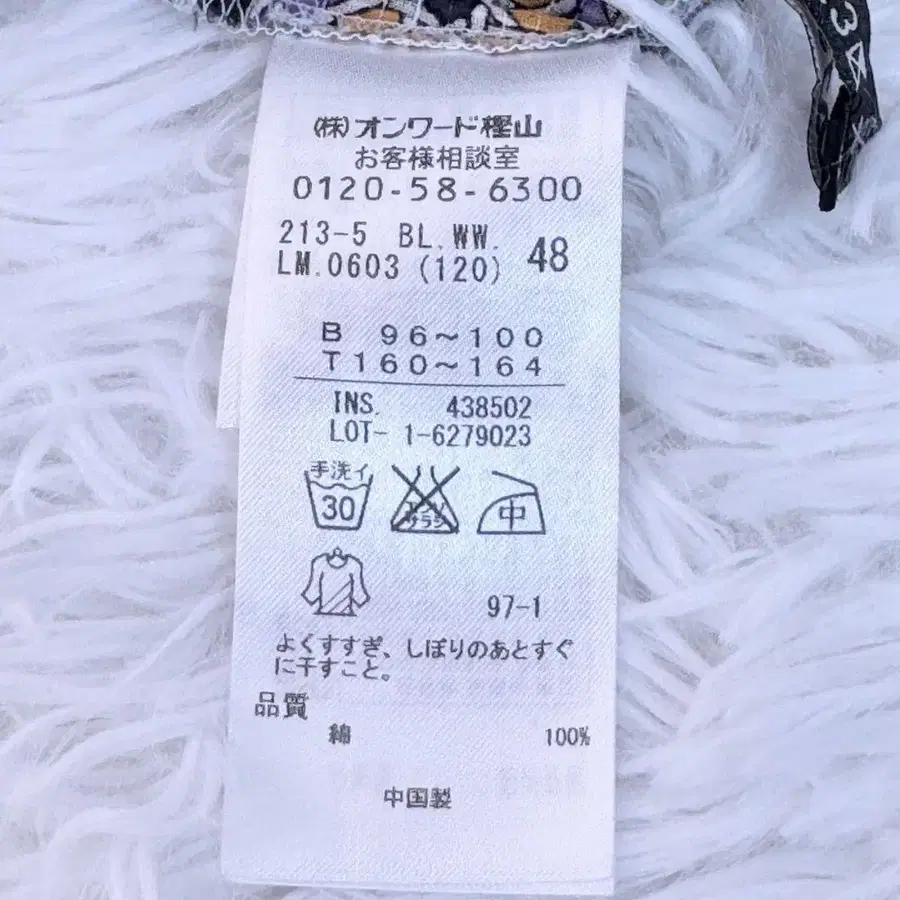 (株)オンワード樫山
お客様相談室
0120-58-6300
213-5 BL.WW.
LM.0603 (120) 48
B 96～100
T160～164
INS. 438502
LOT- 1-6279023
手洗イ
30
サラシ
中
97-1
よくすすぎ、しぼりのあとすぐ
に干すこと。
品質
綿 100%
中国製